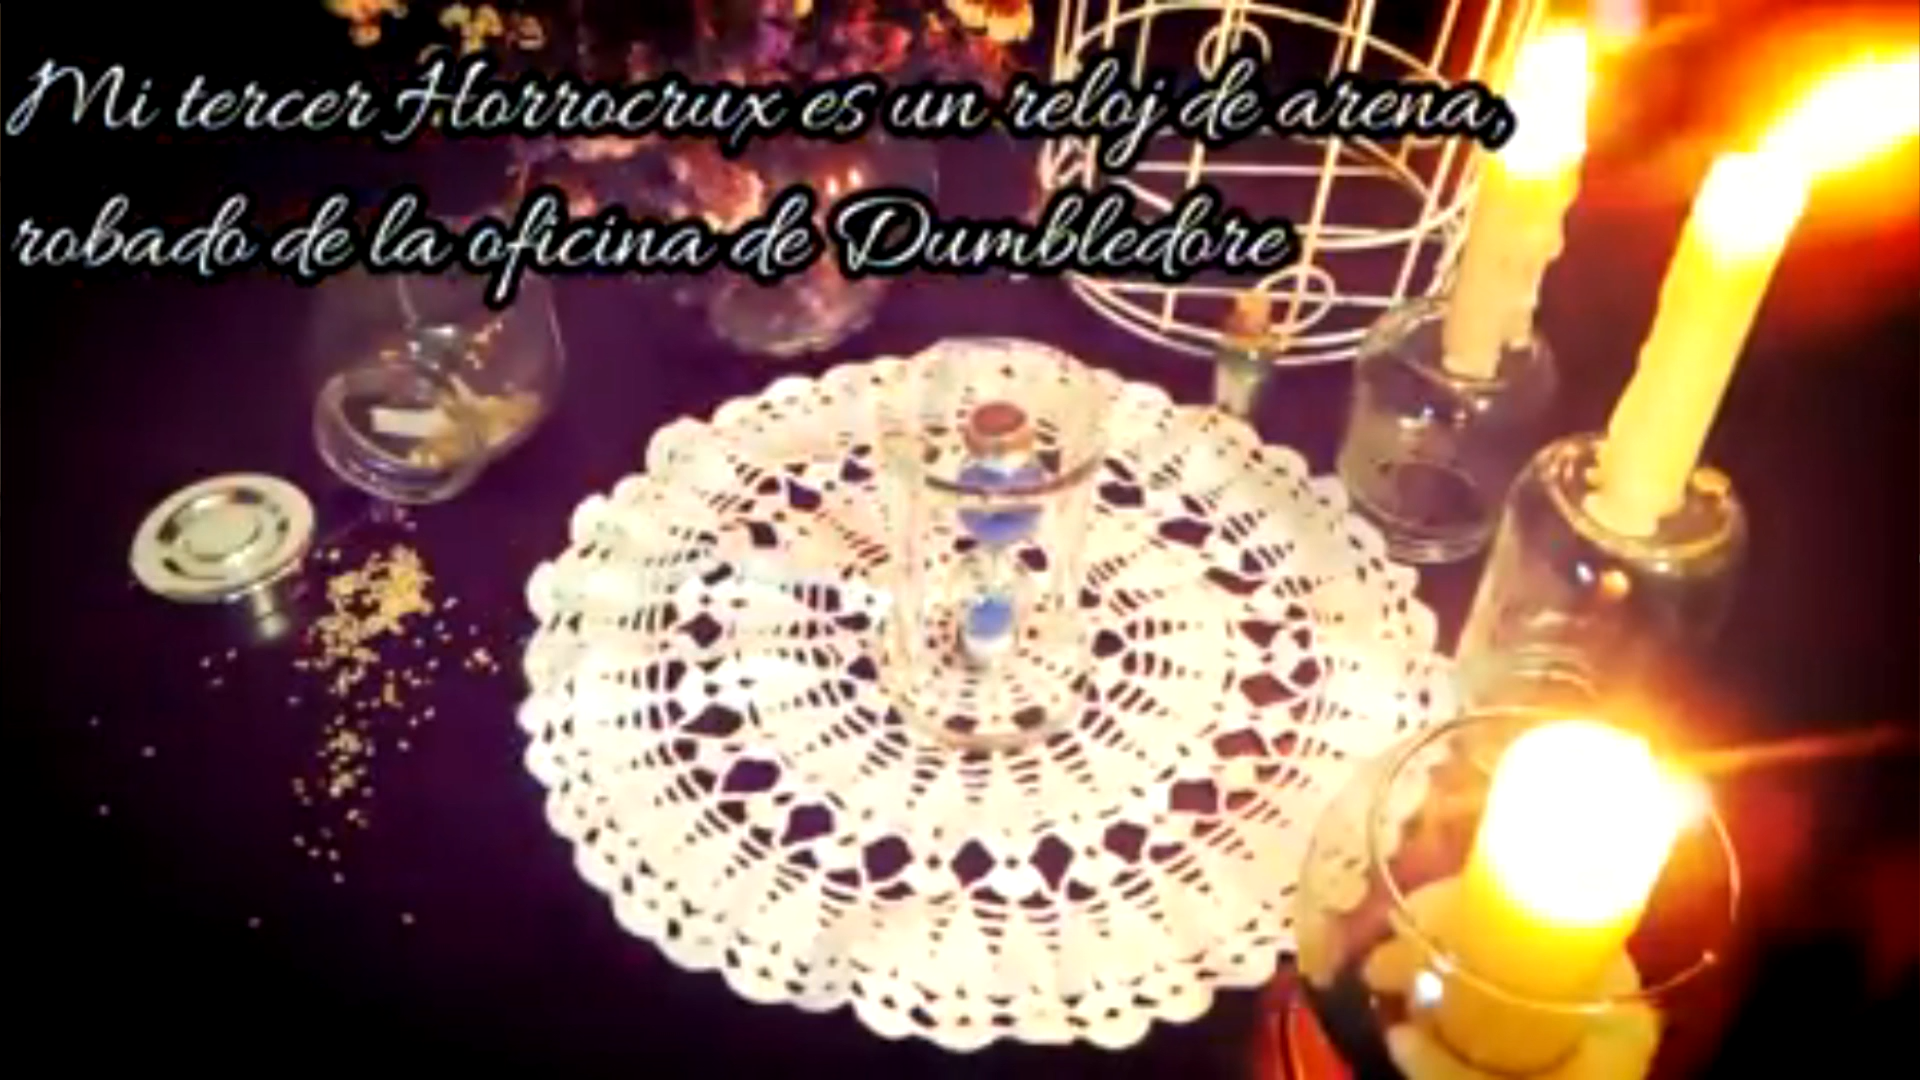 Mi tercer Horrocrux es un reloj de arena,
robado de la oficina de Dumbledore